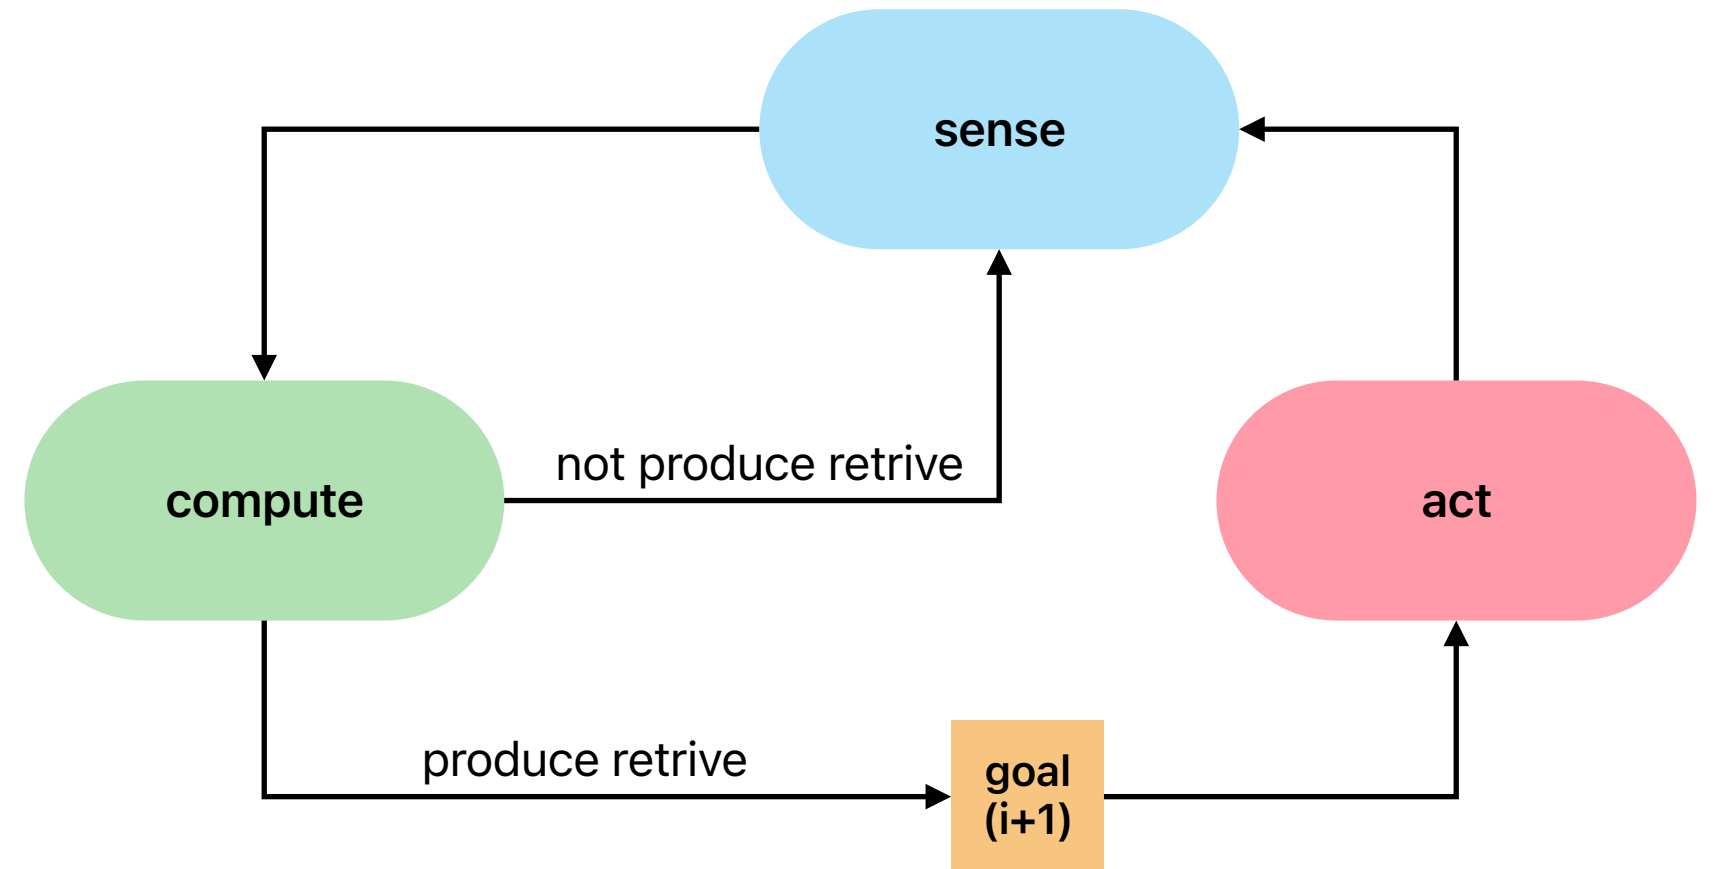 sense
not produce retrive
compute
act
produce retrive
goal
(i+1)